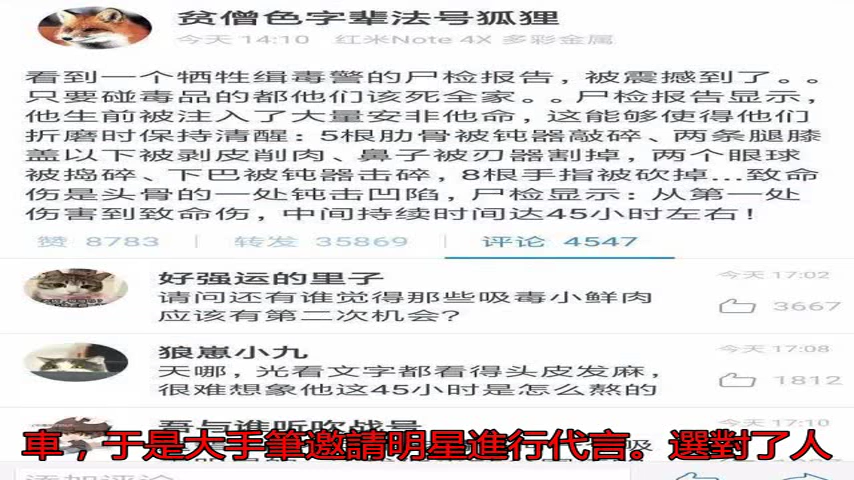 贫僧色字辈法号狐狸
今天 14:10 红米Note 4X 多彩金属
看到一个牺牲缉毒警的尸检报告，被震撼到了。。
只要碰毒品的都他们该死全家。。尸检报告显示，
他生前被注入了大量安非他命，这能够使得他们
折磨时保持清醒：5根肋骨被钝器敲碎、两条腿膝
盖以下被剥皮削肉、鼻子被刃器割掉，两个眼球
被捣碎、下巴被钝器击碎，8根手指被砍掉...致命
伤是头骨的一处钝击凹陷，尸检显示：从第一处
伤害到致命伤，中间持续时间达45小时左右！
赞 8783 转发 35869 评论 4547
好强运的里子 今天 17:02
请问还有谁觉得那些吸毒小鲜肉
应该有第二次机会？ 3667
狼崽小九 今天 17:08
天哪，光看文字都看得头皮发麻，
很难想象他这45小时是怎么熬的 1812
吾与谁听吹战号 今天 17:10
車，于是大手筆邀請明星進行代言。選對了人